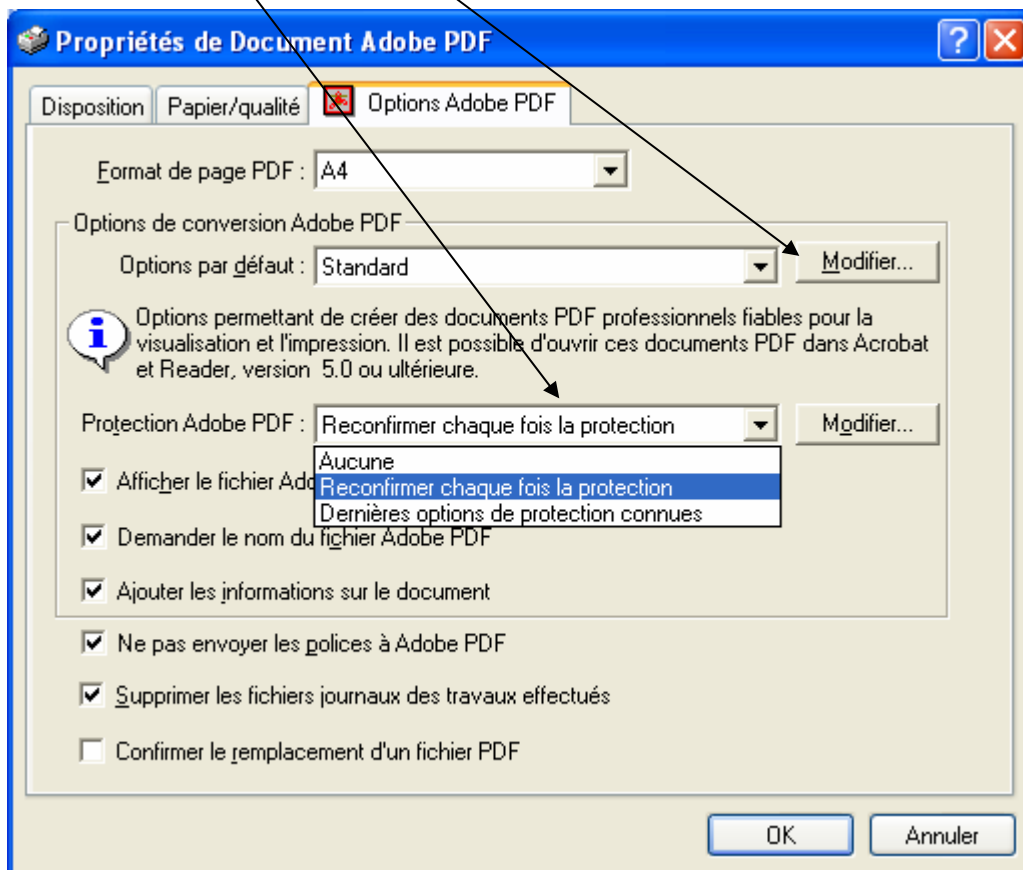 Propriétés de Document Adobe PDF
Disposition Papier/qualité Options Adobe PDF
Format de page PDF : A4
Options de conversion Adobe PDF
Options par défaut : Standard Modifier...
Options permettant de créer des documents PDF professionnels fiables pour la
visualisation et l'impression. Il est possible d'ouvrir ces documents PDF dans Acrobat
et Reader, version 5.0 ou ultérieure.
Protection Adobe PDF : Reconfirmer chaque fois la protection Modifier...
Aucune
Afficher le fichier
Reconfirmer chaque fois la protection
Dernières options de protection connues
Demander le nom du fichier Adobe PDF
Ajouter les informations sur le document
Ne pas envoyer les polices à Adobe PDF
Supprimer les fichiers journaux des travaux effectués
Confirmer le remplacement d'un fichier PDF
OK Annuler